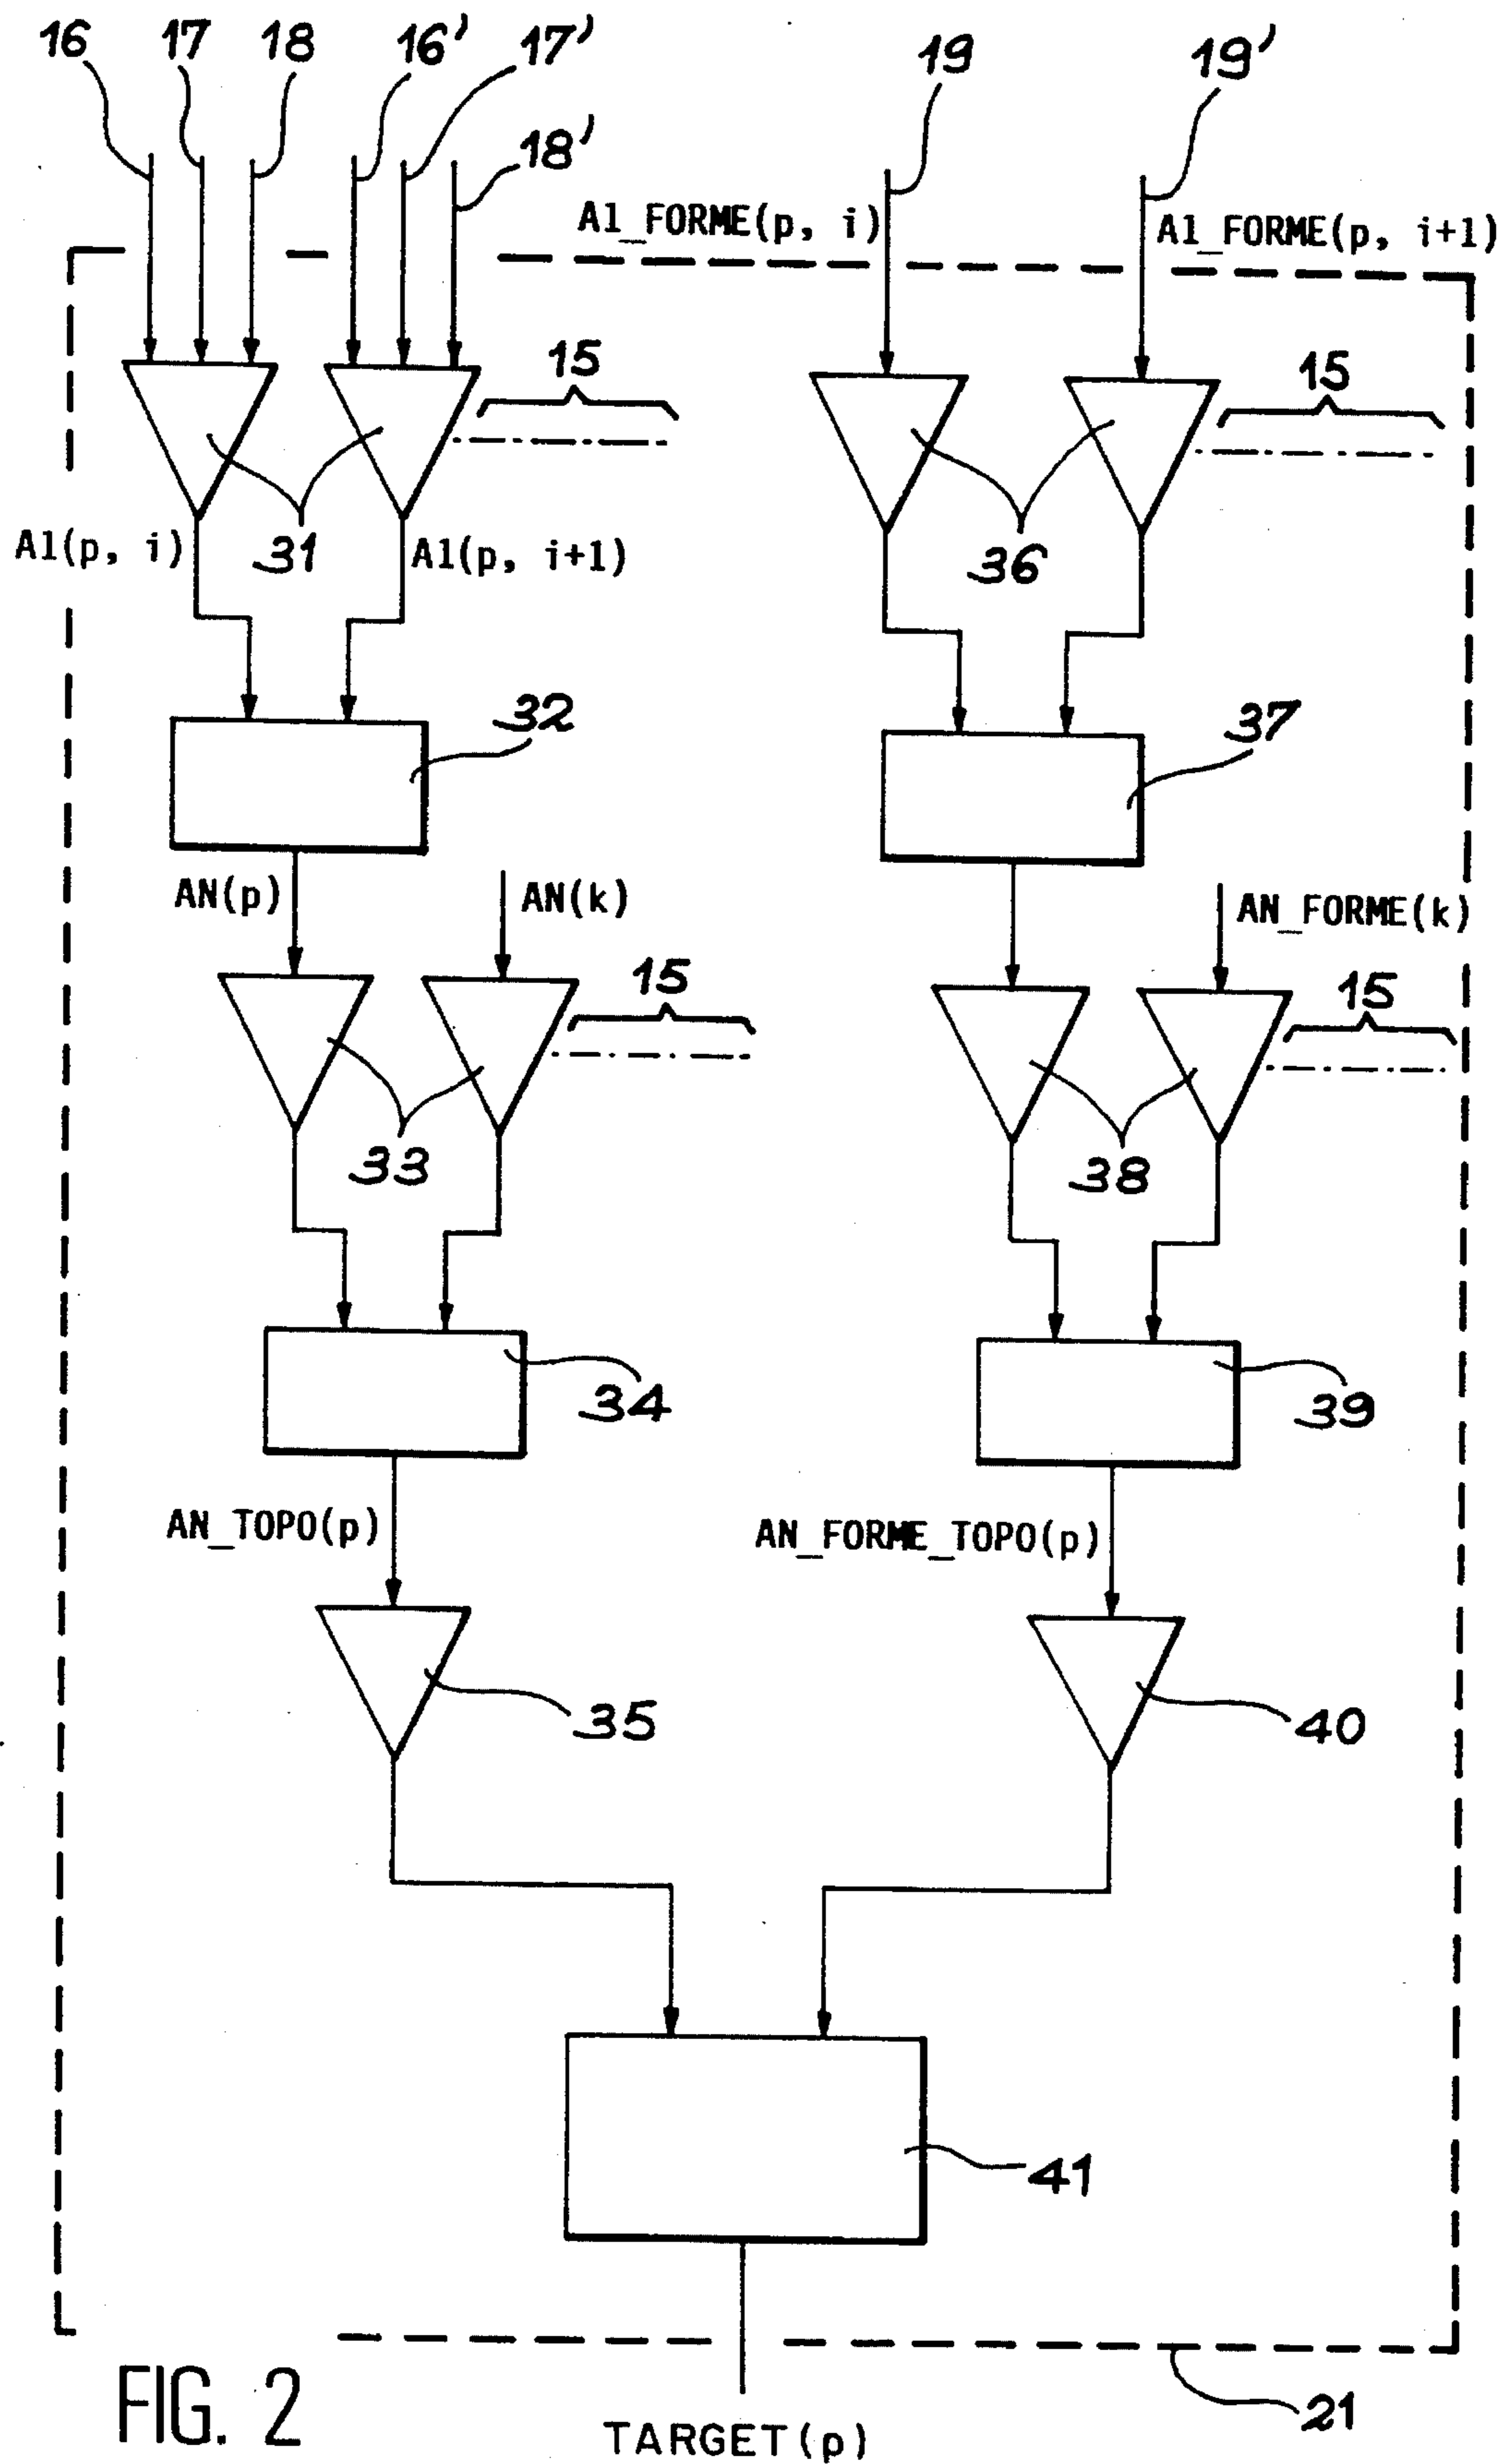 16 17 18 16' 17' 19 19'
18'
A1_FORME(p, i) A1_FORME(p, i+1)
15 15
A1(p, i) 31 A1(p, i+1) 36
32 37
AN(p) AN(k) AN_FORME(k)
15 15
33 38
34 39
AN_TOPO(p) AN_FORME_TOPO(p)
35 40
41
21
FIG. 2
TARGET(p)